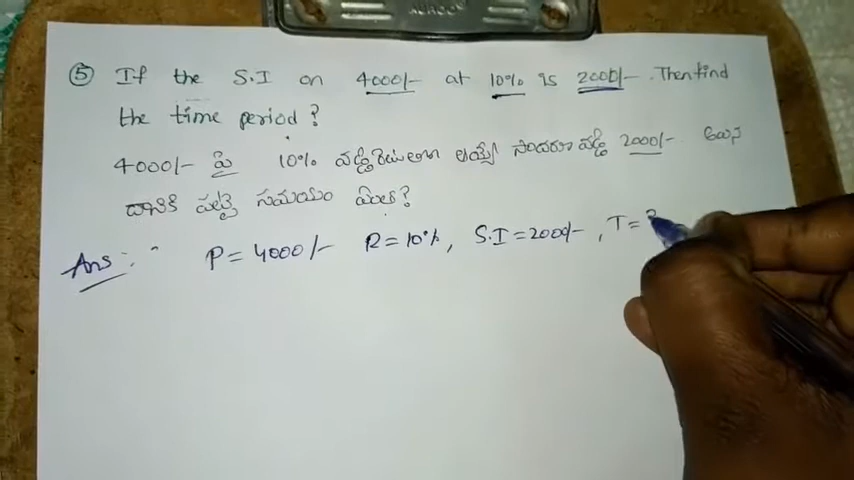 ⑤ If the S.I on 4000/- at 10% is 2000/-. Then find
the time period ?
4000/- పై 10% వడ్డీరేటుతో అయ్యే సాదారణ వడ్డీ 2000/- అయిన
దానికి పట్టే సమయం ఎంత?
Ans:- P= 4000/- R=10%, S.I=2000/-, T=?